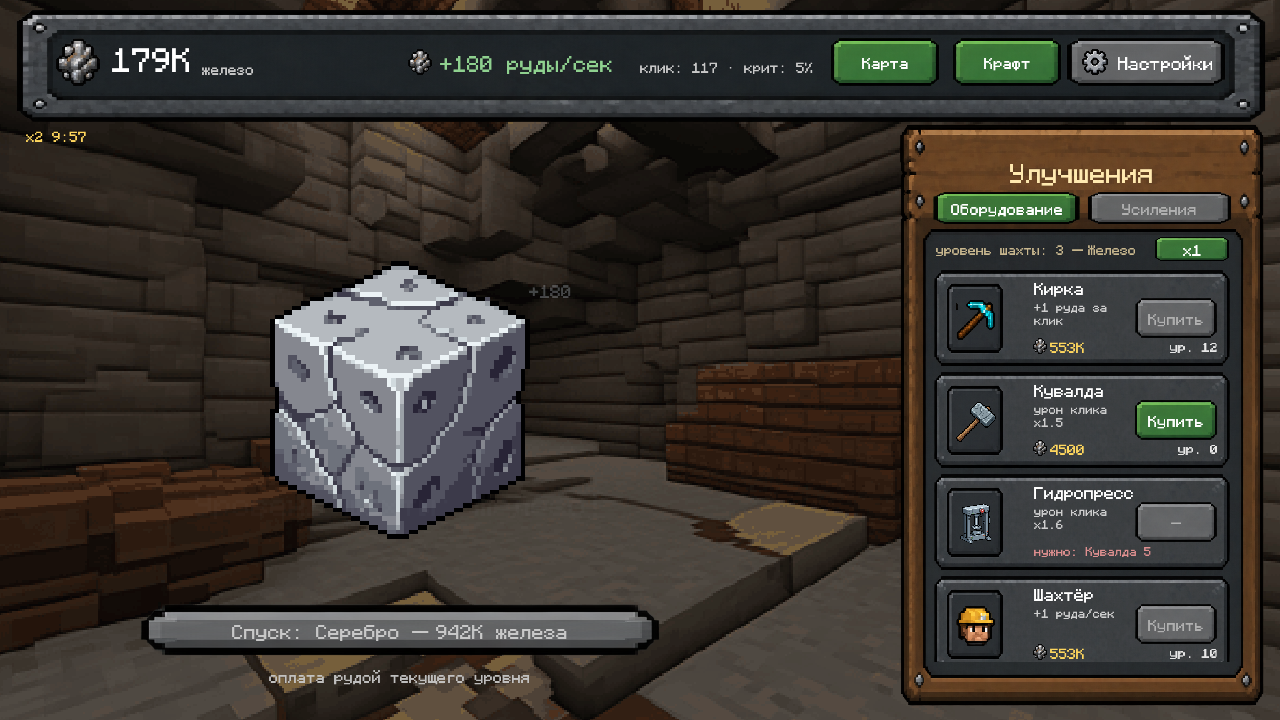 179K железо
+180 руды/сек
клик: 117 · крит: 5%
Карта
Крафт
Настройки
x2 9:57
+180
Спуск: Серебро — 942K железа
оплата рудой текущего уровня
Улучшения
Оборудование
Усиления
уровень шахты: 3 — Железо
x1
Кирка
+1 руда за
клик
Купить
553K
ур. 12
Кувалда
урон клика
x1.5
Купить
4500
ур. 0
Гидропресс
урон клика
x1.6
—
нужно: Кувалда 5
Шахтёр
+1 руда/сек
Купить
553K
ур. 10